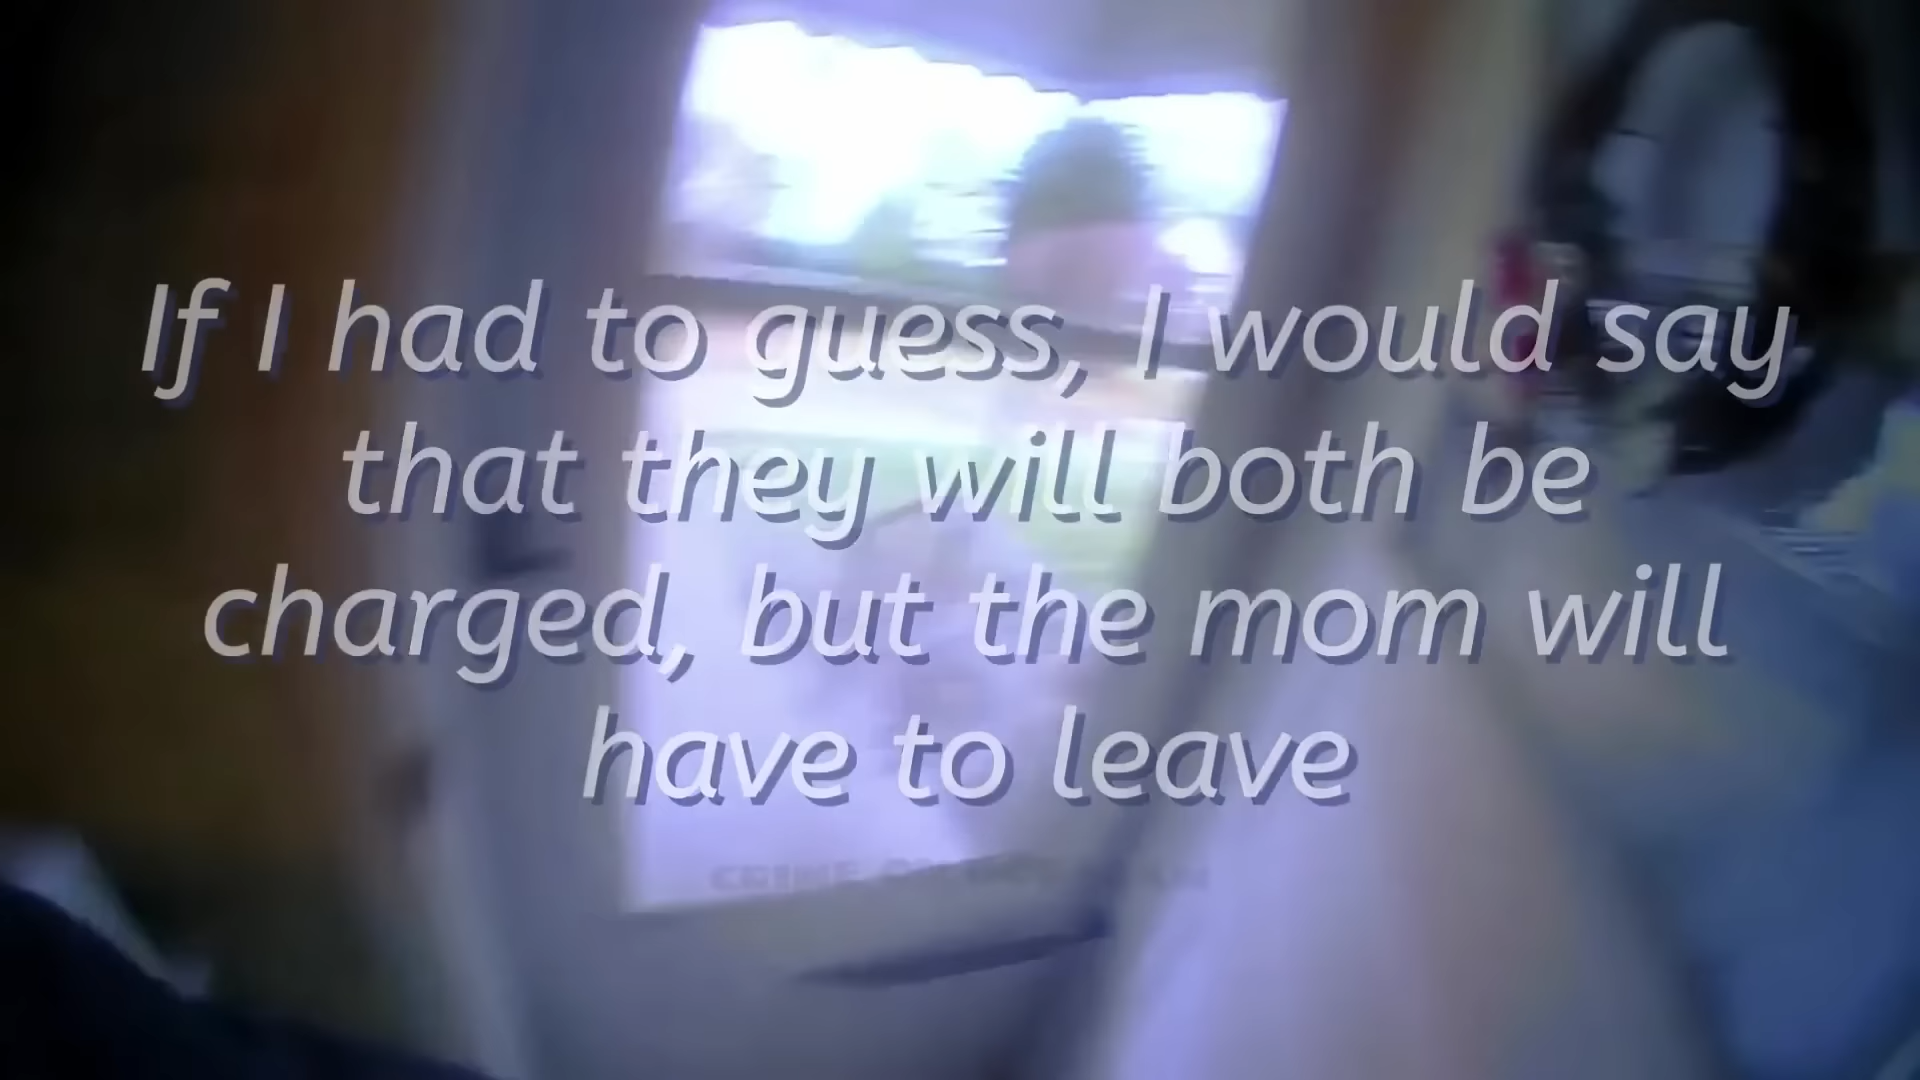 If I had to guess, I would say
that they will both be
charged, but the mom will
have to leave
CRIME